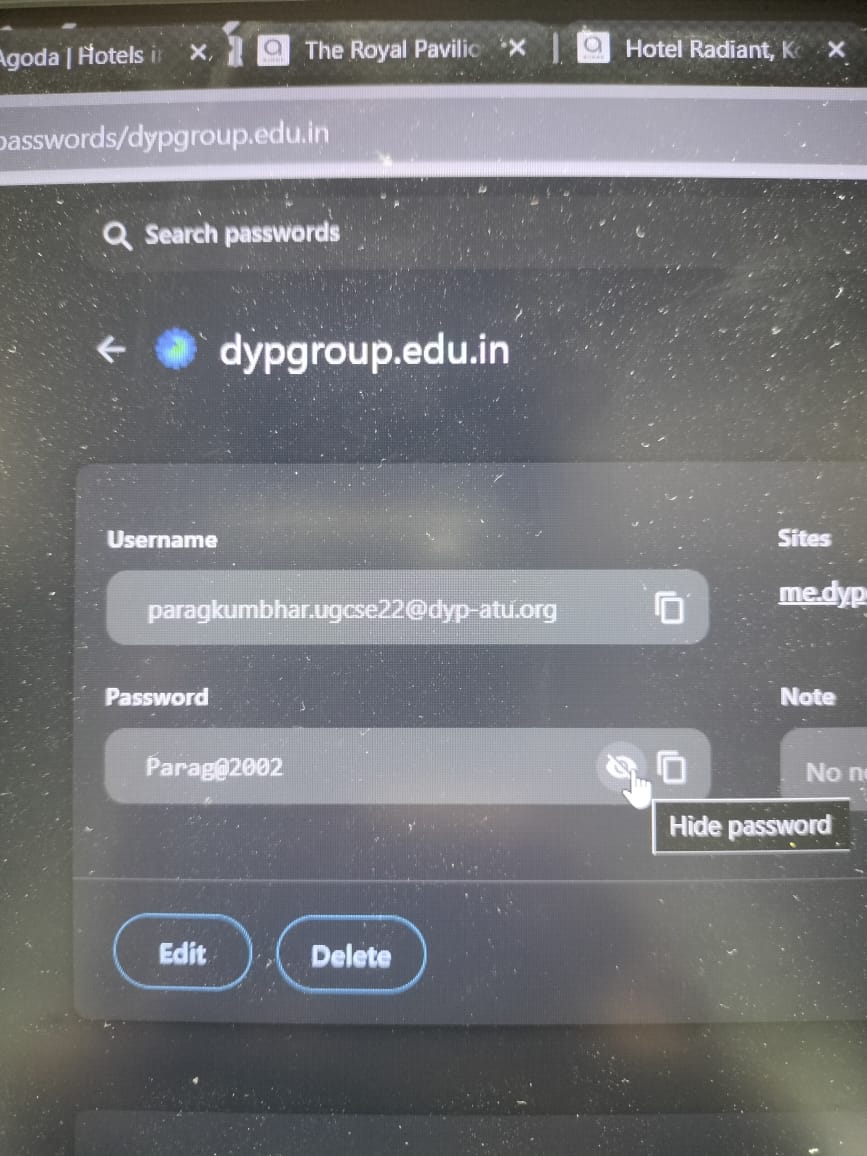 Agoda | Hotels i
The Royal Pavilic
Hotel Radiant, K
passwords/dypgroup.edu.in
Search passwords
dypgroup.edu.in
Username
Sites
paragkumbhar.ugcse22@dyp-atu.org
me.dyp
Password
Note
Parag@2002
No n
Hide password
Edit
Delete